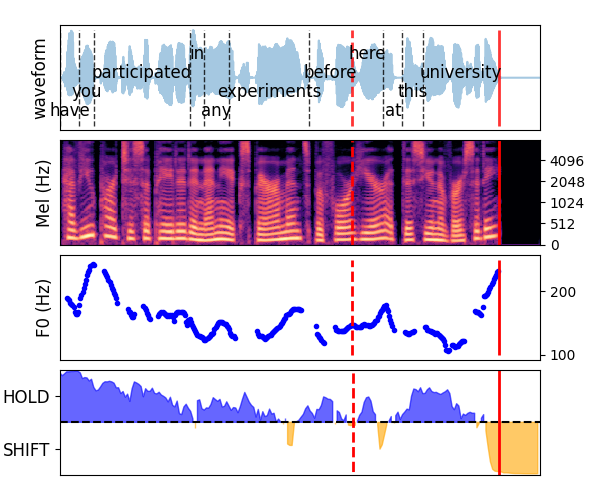 waveform
in
here
participated
before
university
you
experiments
this
have
any
at
Mel (Hz)
4096
2048
1024
512
0
F0 (Hz)
200
100
HOLD
SHIFT